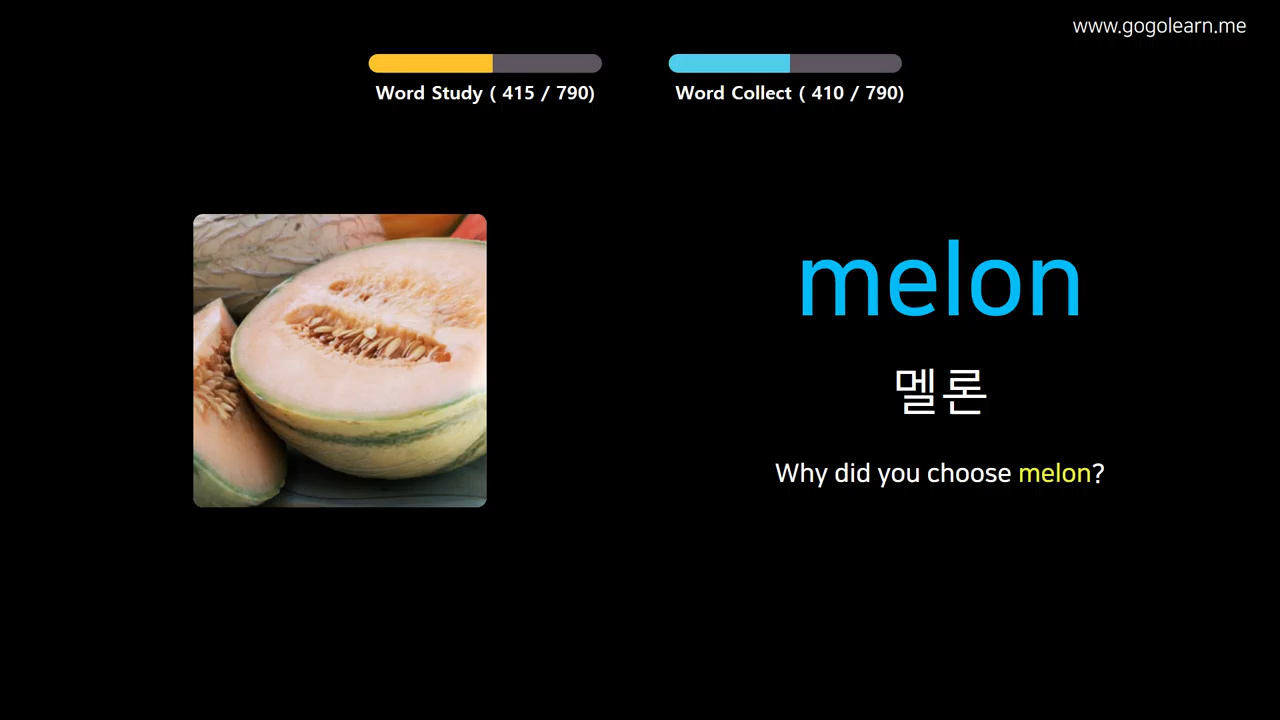 www.gogolearn.me
Word Study ( 415 / 790)
Word Collect ( 410 / 790)
melon
멜론
Why did you choose melon?